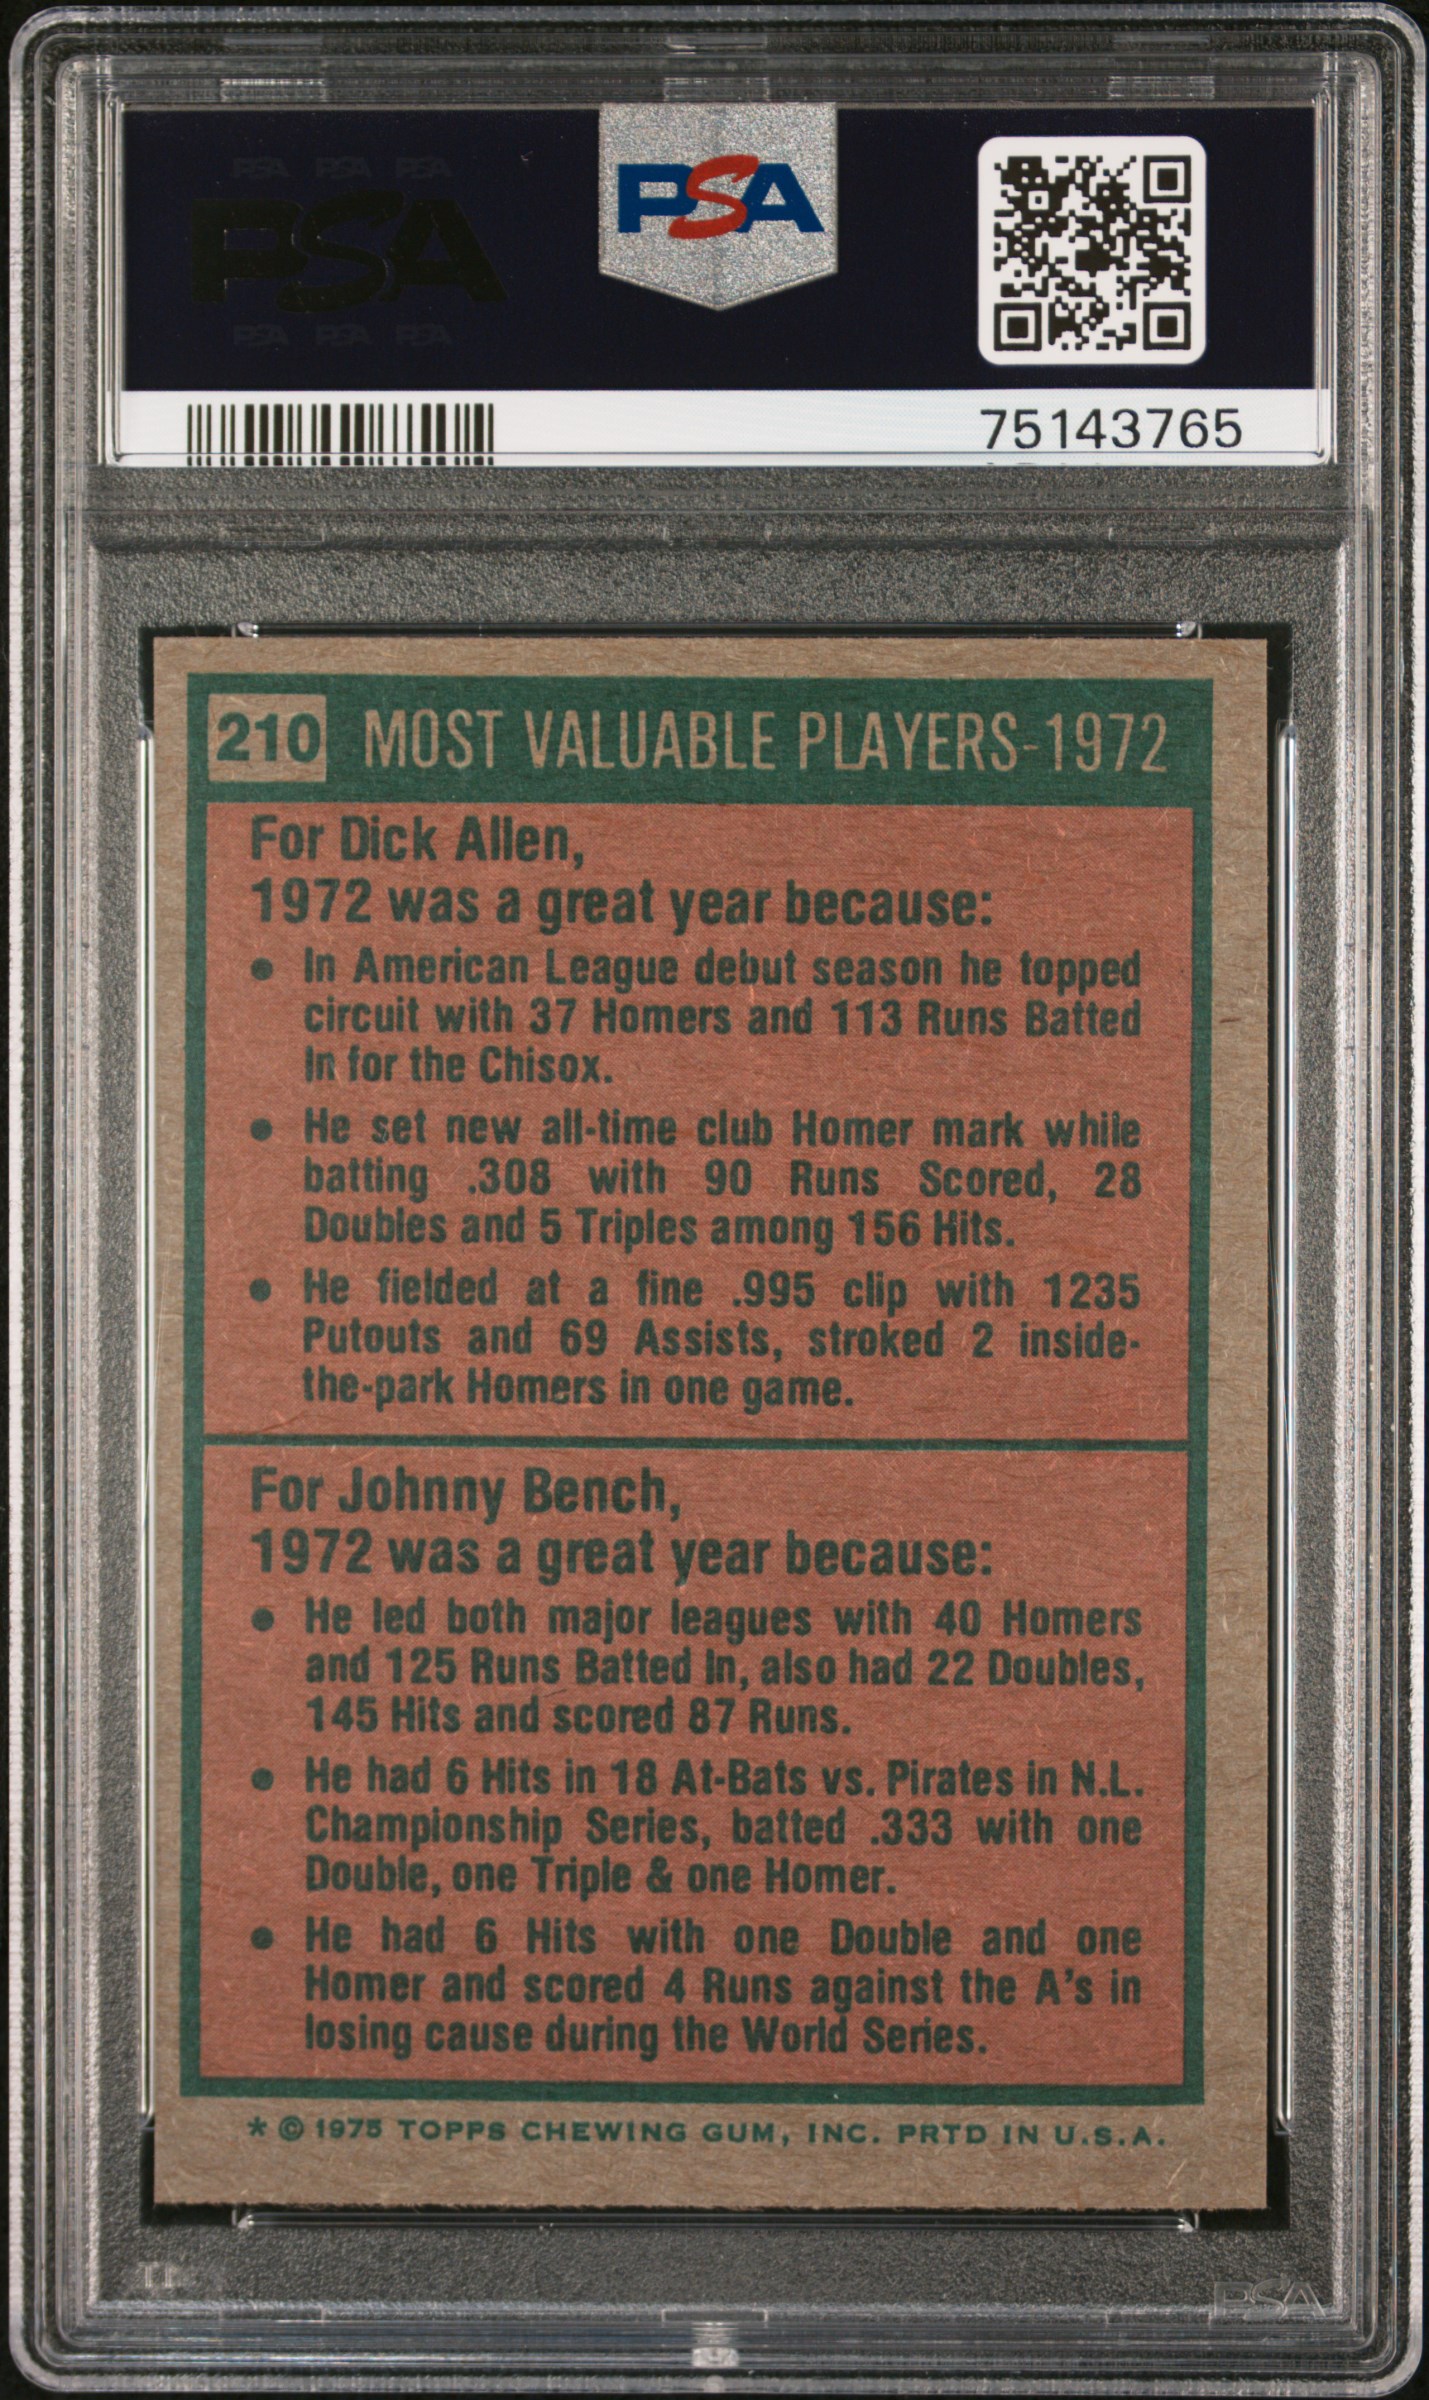 PSA PSA PSA
PSA
PSA PSA PSA
PSA
75143765
210 MOST VALUABLE PLAYERS-1972
For Dick Allen,
1972 was a great year because:
● In American League debut season he topped
circuit with 37 Homers and 113 Runs Batted
In for the Chisox.
● He set new all-time club Homer mark while
batting .308 with 90 Runs Scored, 28
Doubles and 5 Triples among 156 Hits.
● He fielded at a fine .995 clip with 1235
Putouts and 69 Assists, stroked 2 inside-
the-park Homers in one game.
For Johnny Bench,
1972 was a great year because:
● He led both major leagues with 40 Homers
and 125 Runs Batted In, also had 22 Doubles,
145 Hits and scored 87 Runs.
● He had 6 Hits in 18 At-Bats vs. Pirates in N.L.
Championship Series, batted .333 with one
Double, one Triple & one Homer.
● He had 6 Hits with one Double and one
Homer and scored 4 Runs against the A's in
losing cause during the World Series.
* © 1975 TOPPS CHEWING GUM, INC. PRTD IN U.S.A.
PSA